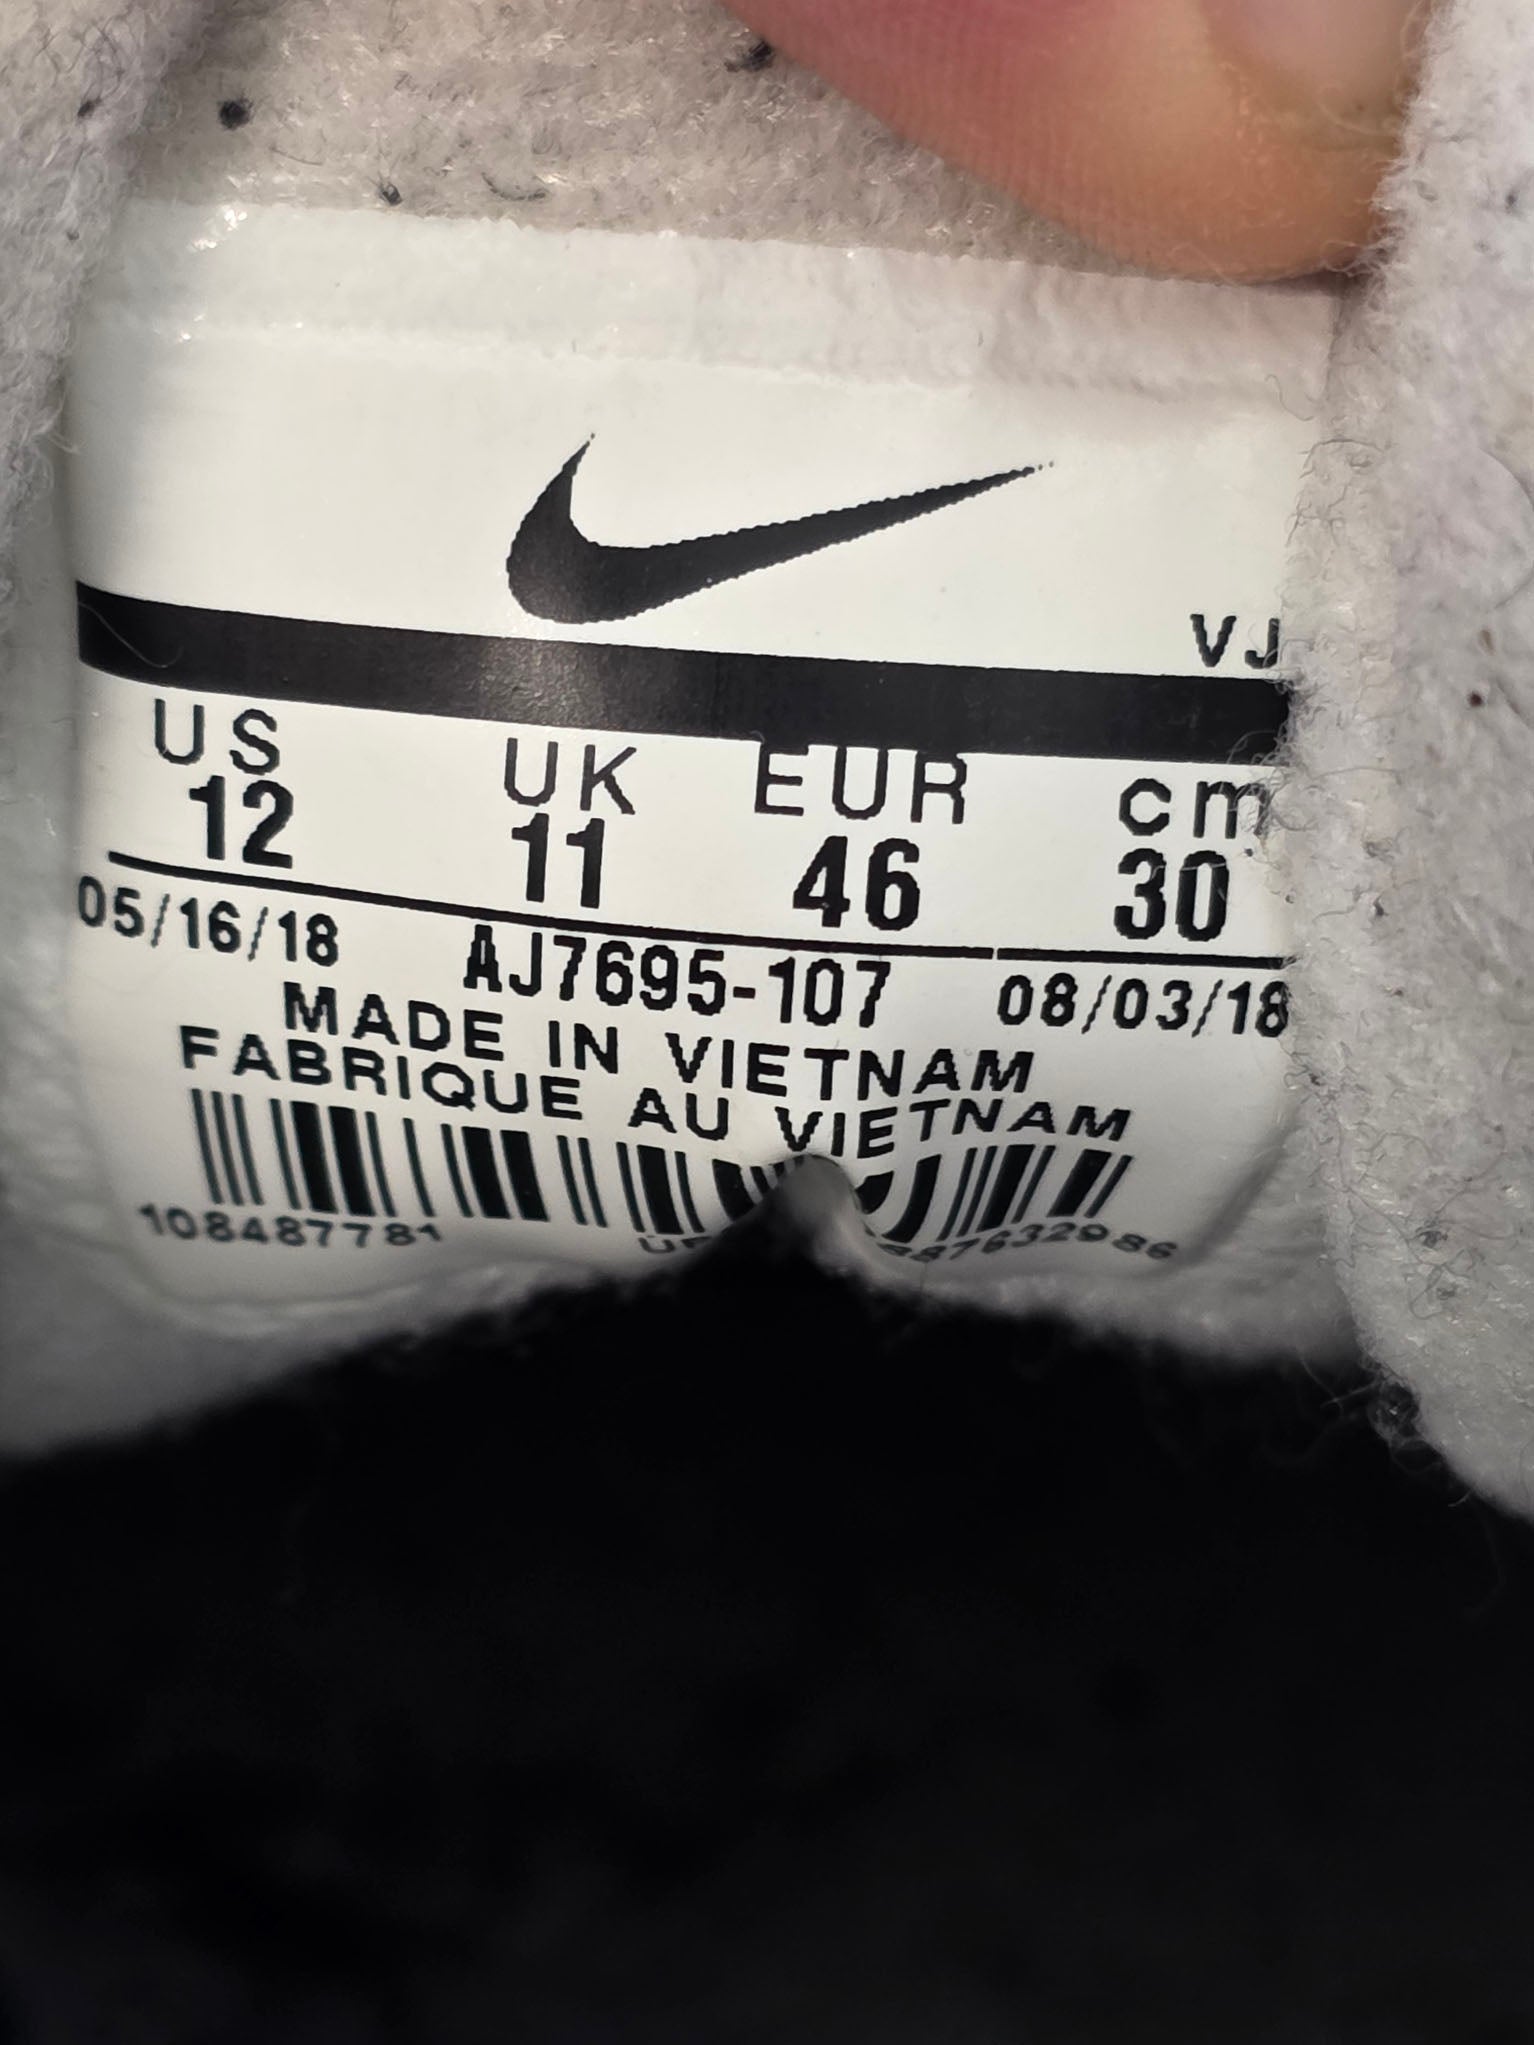 VJ
US UK EUR cm
12 11 46 30
05/16/18 AJ7695-107 08/03/18
MADE IN VIETNAM
FABRIQUE AU VIETNAM
108487781